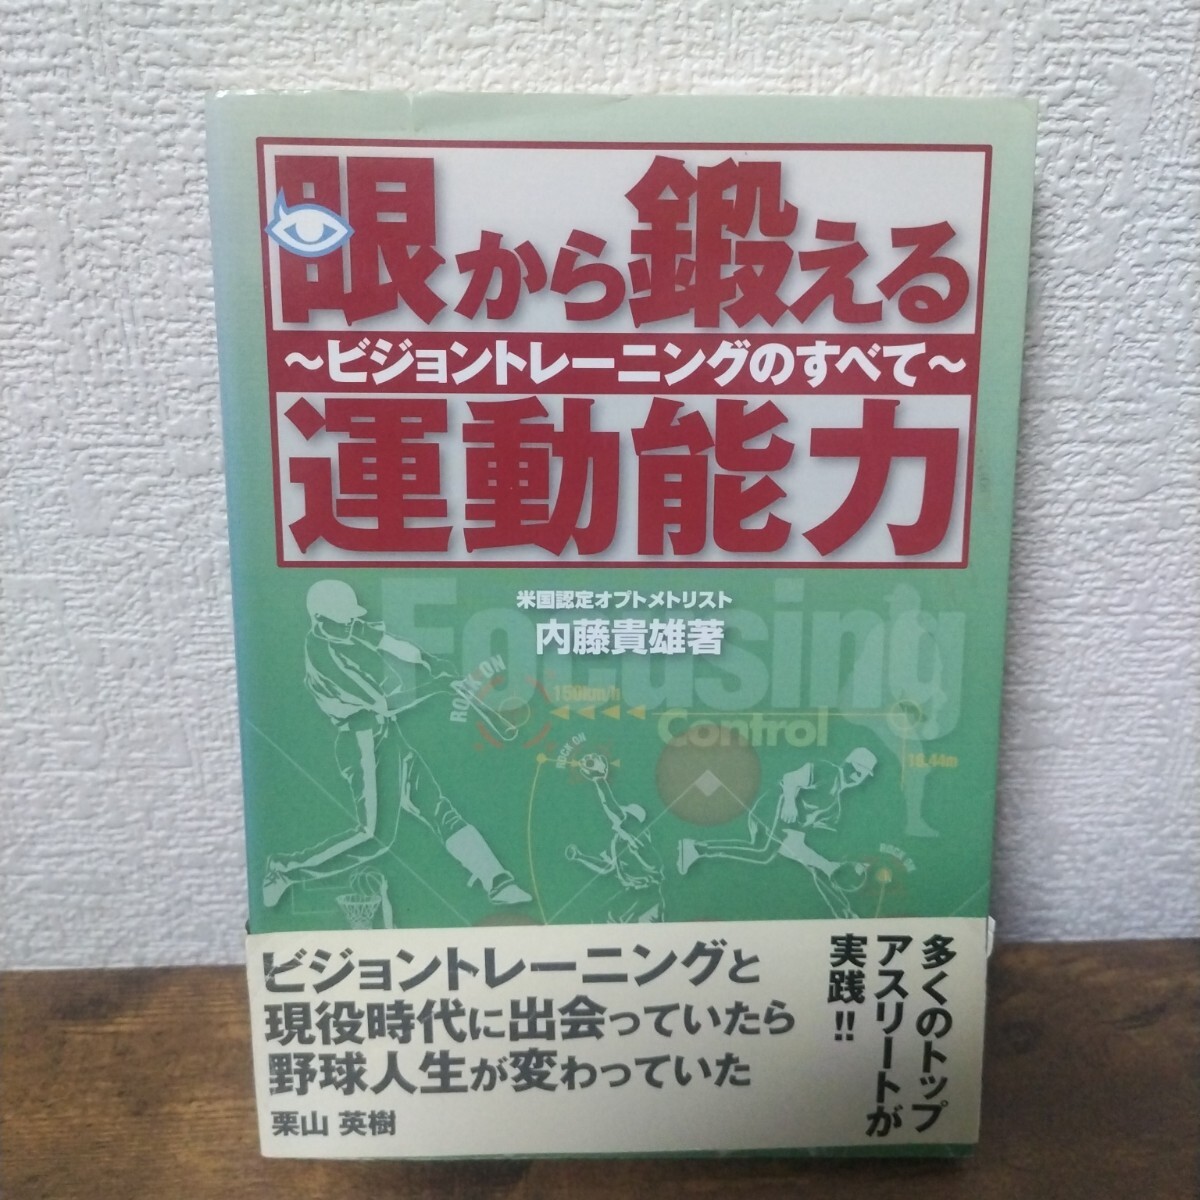 眼から鍛える
～ビジョントレーニングのすべて～
運動能力
米国認定オプトメトリスト
内藤貴雄著
Focusing
ROCK ON
150km/h
Control
ROCK ON
18.44m
ROCK ON
多くのトップ
アスリートが
実践!!
ビジョントレーニングと
現役時代に出会っていたら
野球人生が変わっていた
栗山 英樹